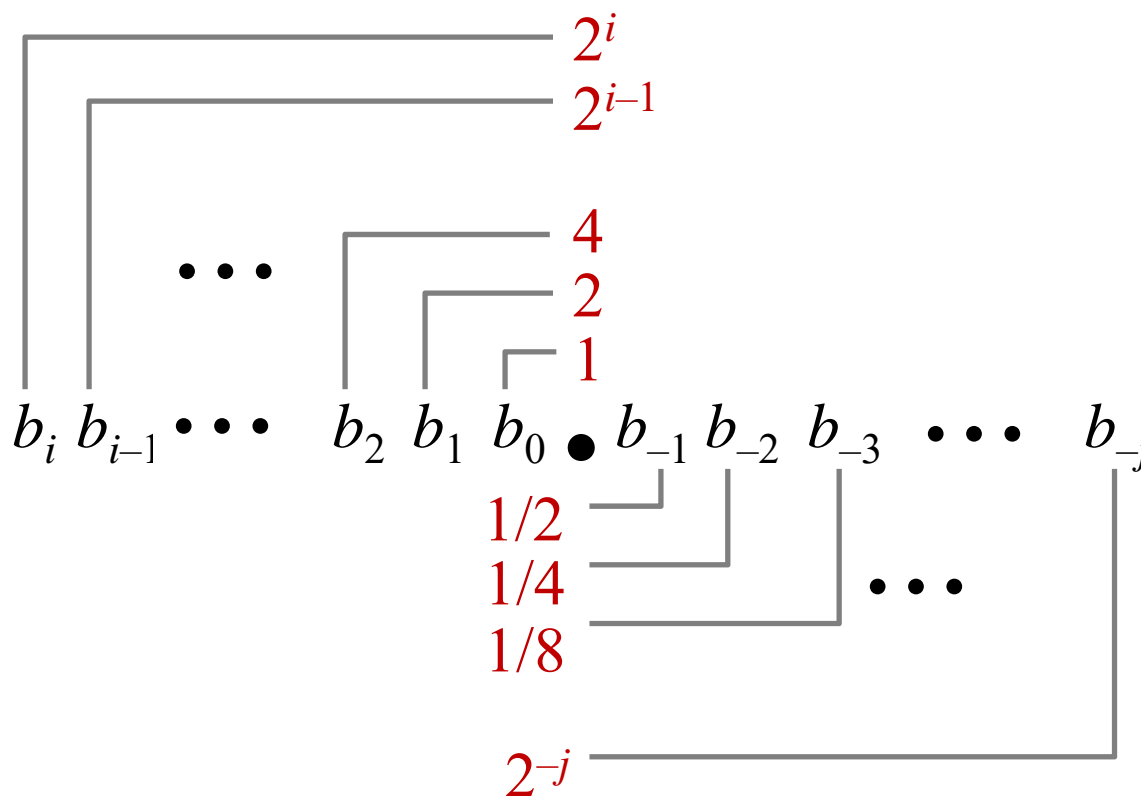 2^i
2^{i–1}
• • •
4
2
1
b_i b_{i–1} • • • b_2 b_1 b_0 • b_{–1} b_{–2} b_{–3} • • • b_{–j}
1/2
1/4
• • •
1/8
2^{–j}